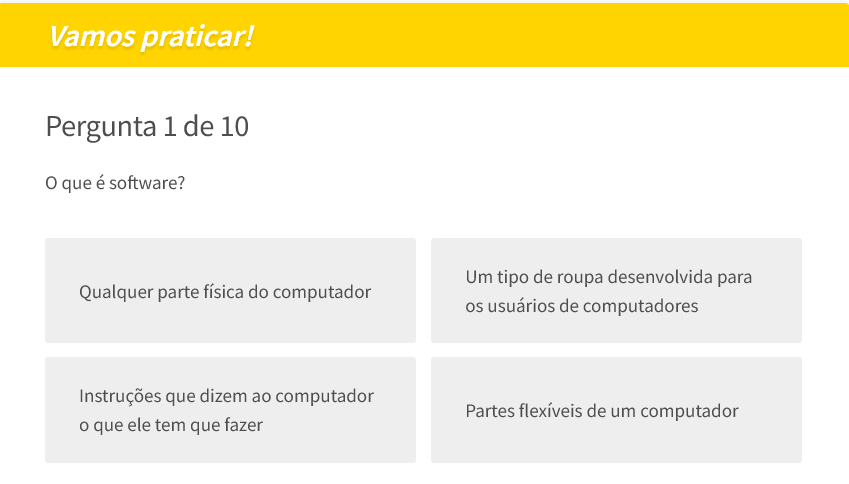 Vamos praticar!
Pergunta 1 de 10
O que é software?
Qualquer parte física do computador
Um tipo de roupa desenvolvida para
os usuários de computadores
Instruções que dizem ao computador
o que ele tem que fazer
Partes flexíveis de um computador